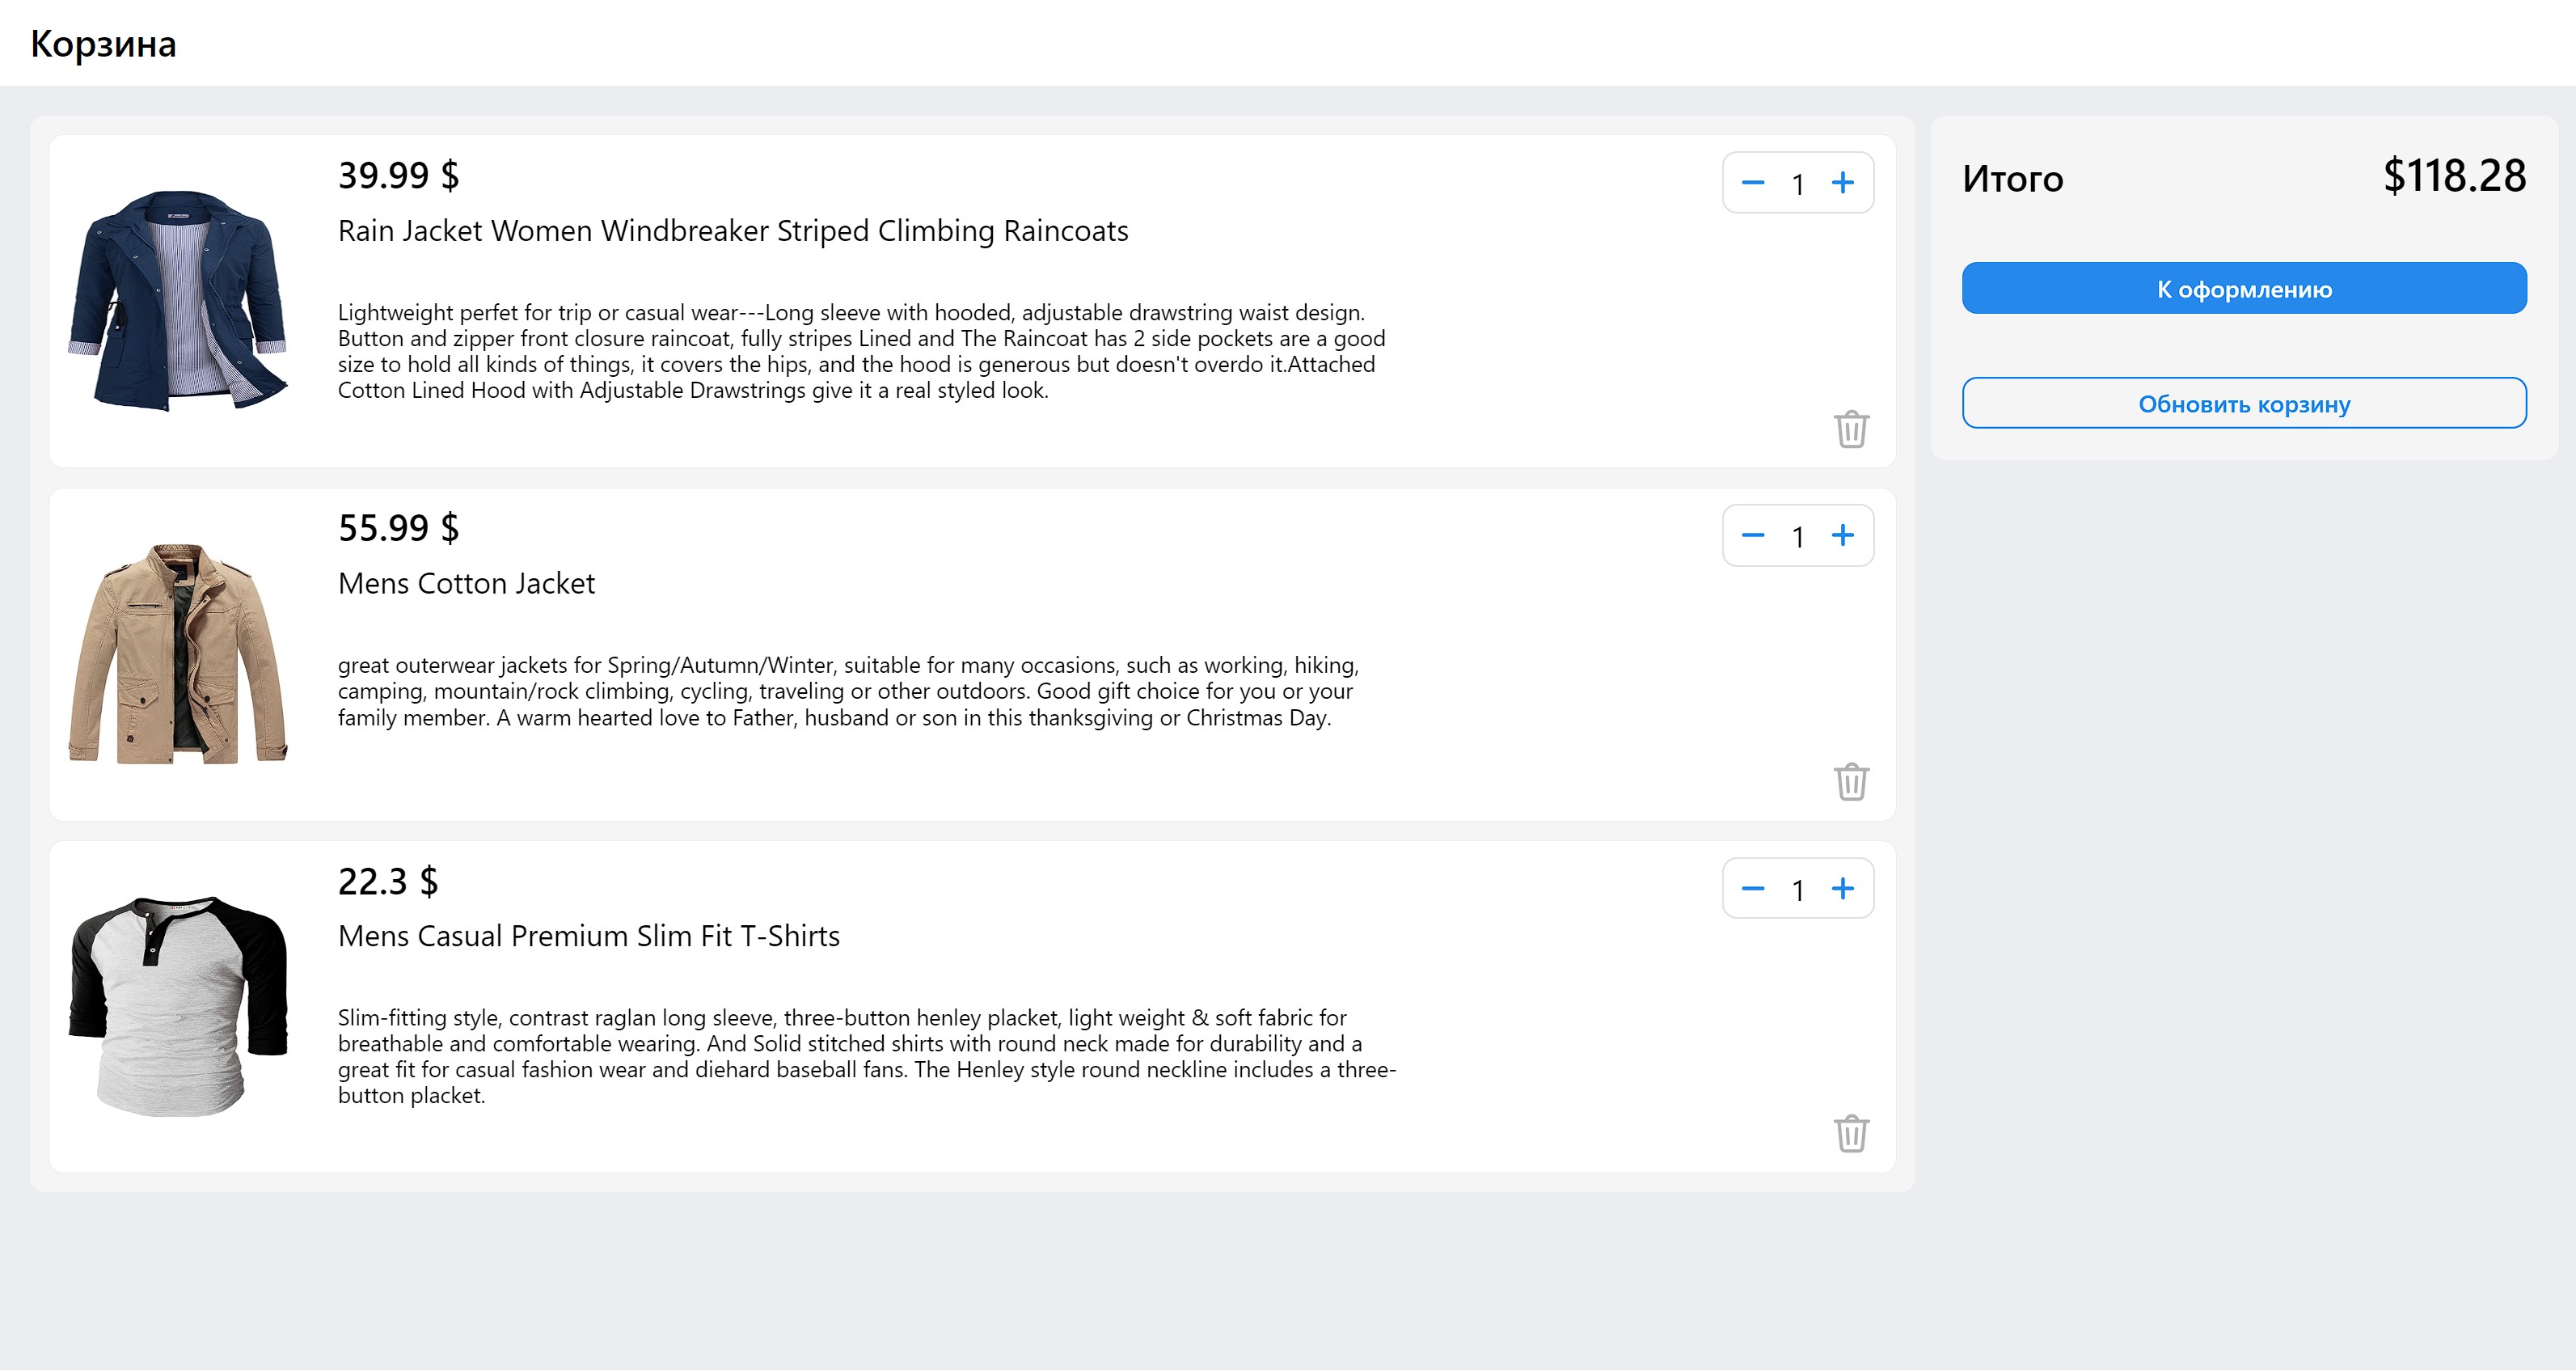 Корзина
39.99 $
1
Rain Jacket Women Windbreaker Striped Climbing Raincoats
Lightweight perfet for trip or casual wear---Long sleeve with hooded, adjustable drawstring waist design.
Button and zipper front closure raincoat, fully stripes Lined and The Raincoat has 2 side pockets are a good
size to hold all kinds of things, it covers the hips, and the hood is generous but doesn't overdo it.Attached
Cotton Lined Hood with Adjustable Drawstrings give it a real styled look.
55.99 $
1
Mens Cotton Jacket
great outerwear jackets for Spring/Autumn/Winter, suitable for many occasions, such as working, hiking,
camping, mountain/rock climbing, cycling, traveling or other outdoors. Good gift choice for you or your
family member. A warm hearted love to Father, husband or son in this thanksgiving or Christmas Day.
22.3 $
1
Mens Casual Premium Slim Fit T-Shirts
Slim-fitting style, contrast raglan long sleeve, three-button henley placket, light weight & soft fabric for
breathable and comfortable wearing. And Solid stitched shirts with round neck made for durability and a
great fit for casual fashion wear and diehard baseball fans. The Henley style round neckline includes a three-
button placket.
Итого
$118.28
К оформлению
Обновить корзину